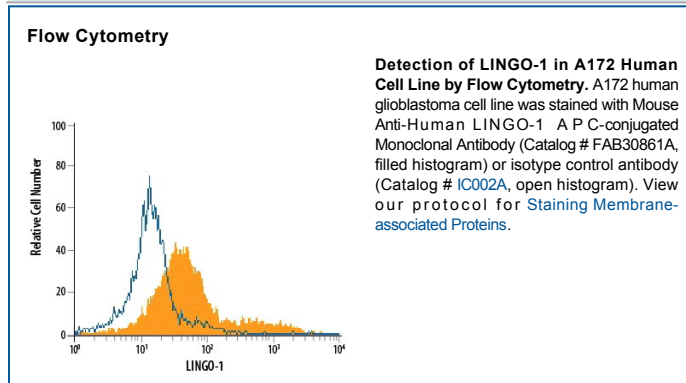 Flow Cytometry
Detection of LINGO-1 in A172 Human
Cell Line by Flow Cytometry. A172 human
glioblastoma cell line was stained with Mouse
Anti-Human LINGO-1 A P C-conjugated
Monoclonal Antibody (Catalog # FAB30861A,
filled histogram) or isotype control antibody
(Catalog # IC002A, open histogram). View
our protocol for Staining Membrane-
associated Proteins.
Relative Cell Number
100
80
60
40
20
0
10⁰ 10¹ 10² 10³ 10⁴
LINGO-1